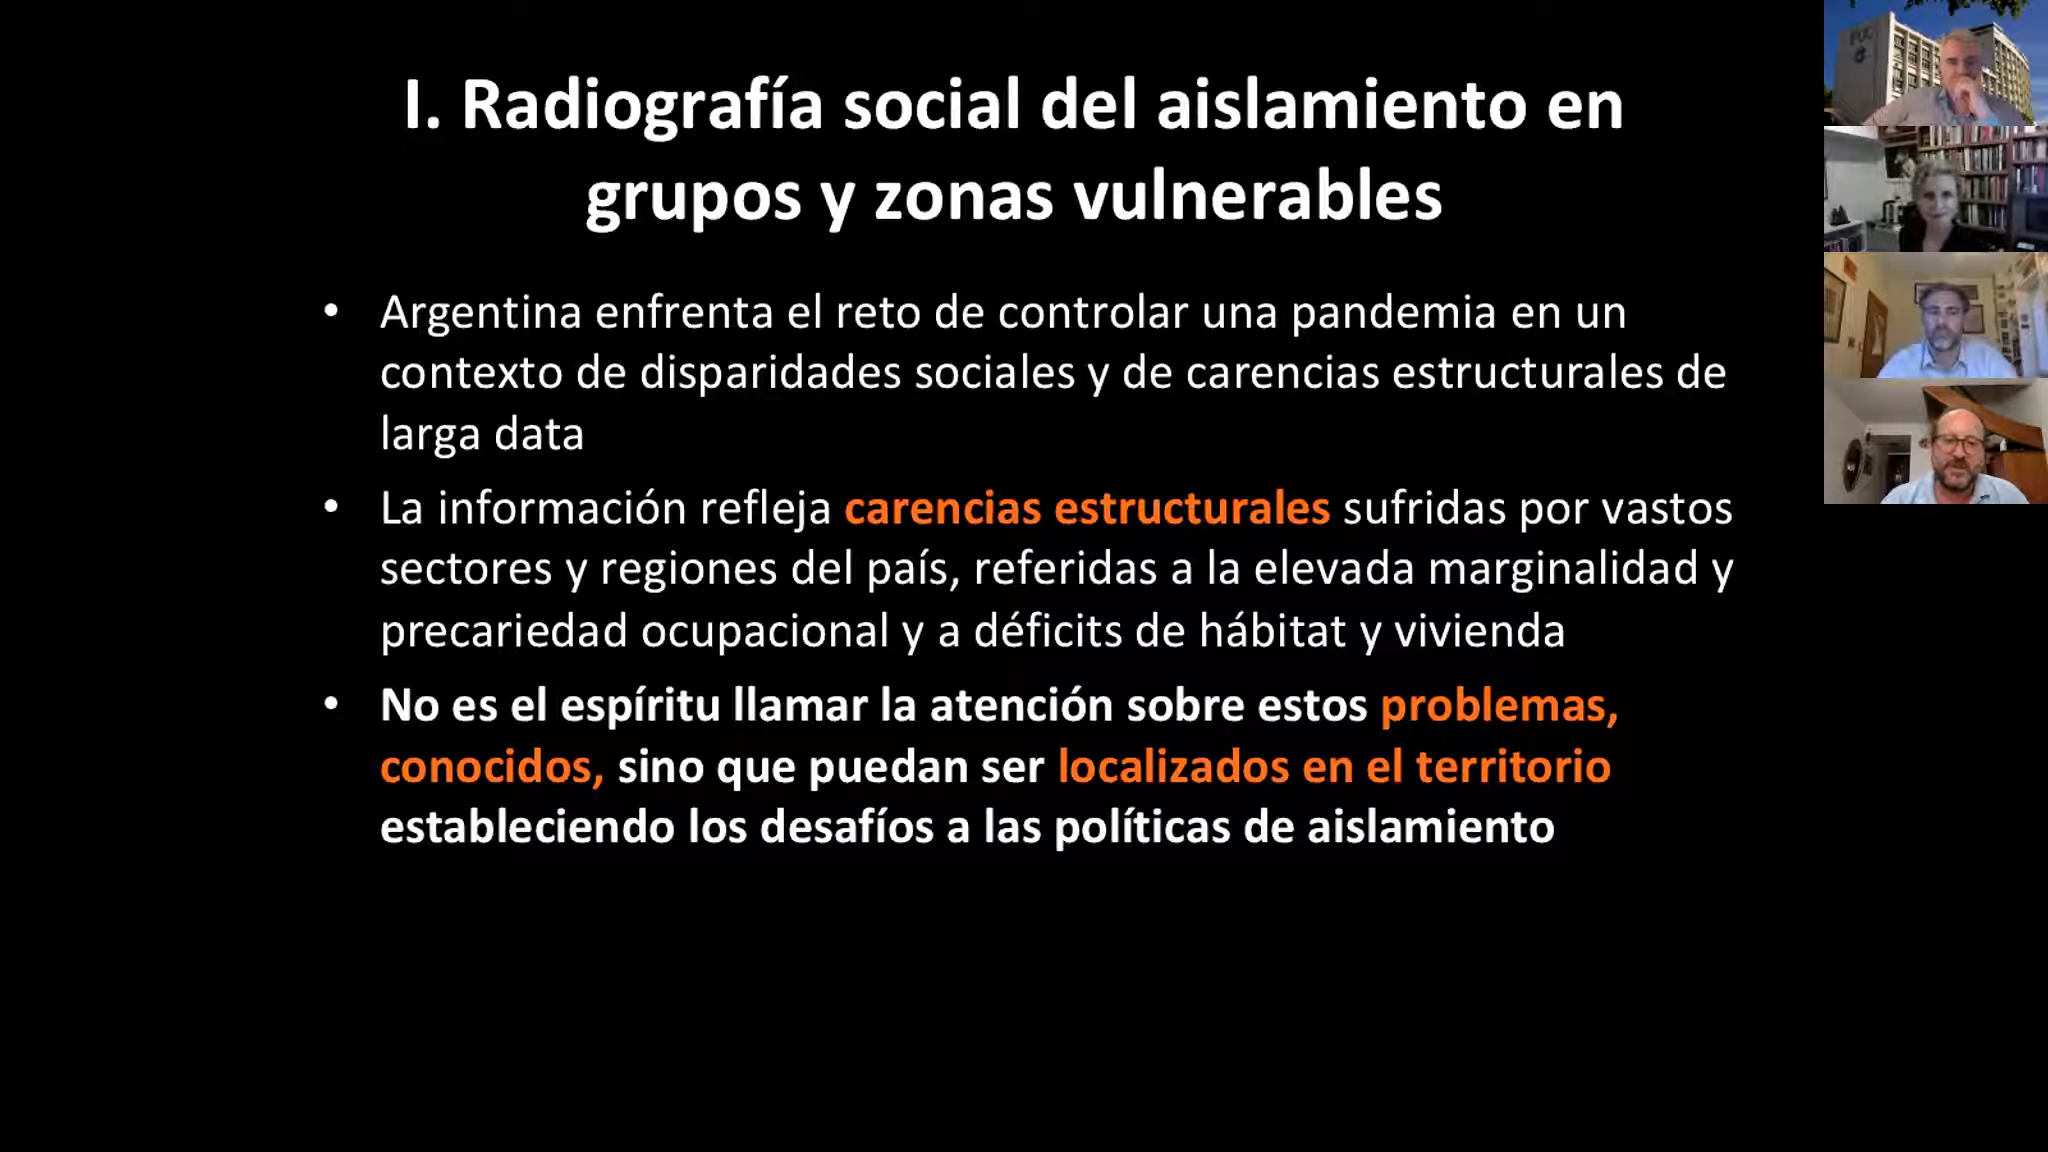 I. Radiografía social del aislamiento en
grupos y zonas vulnerables
• Argentina enfrenta el reto de controlar una pandemia en un
contexto de disparidades sociales y de carencias estructurales de
larga data
• La información refleja carencias estructurales sufridas por vastos
sectores y regiones del país, referidas a la elevada marginalidad y
precariedad ocupacional y a déficits de hábitat y vivienda
• No es el espíritu llamar la atención sobre estos problemas,
conocidos, sino que puedan ser localizados en el territorio
estableciendo los desafíos a las políticas de aislamiento